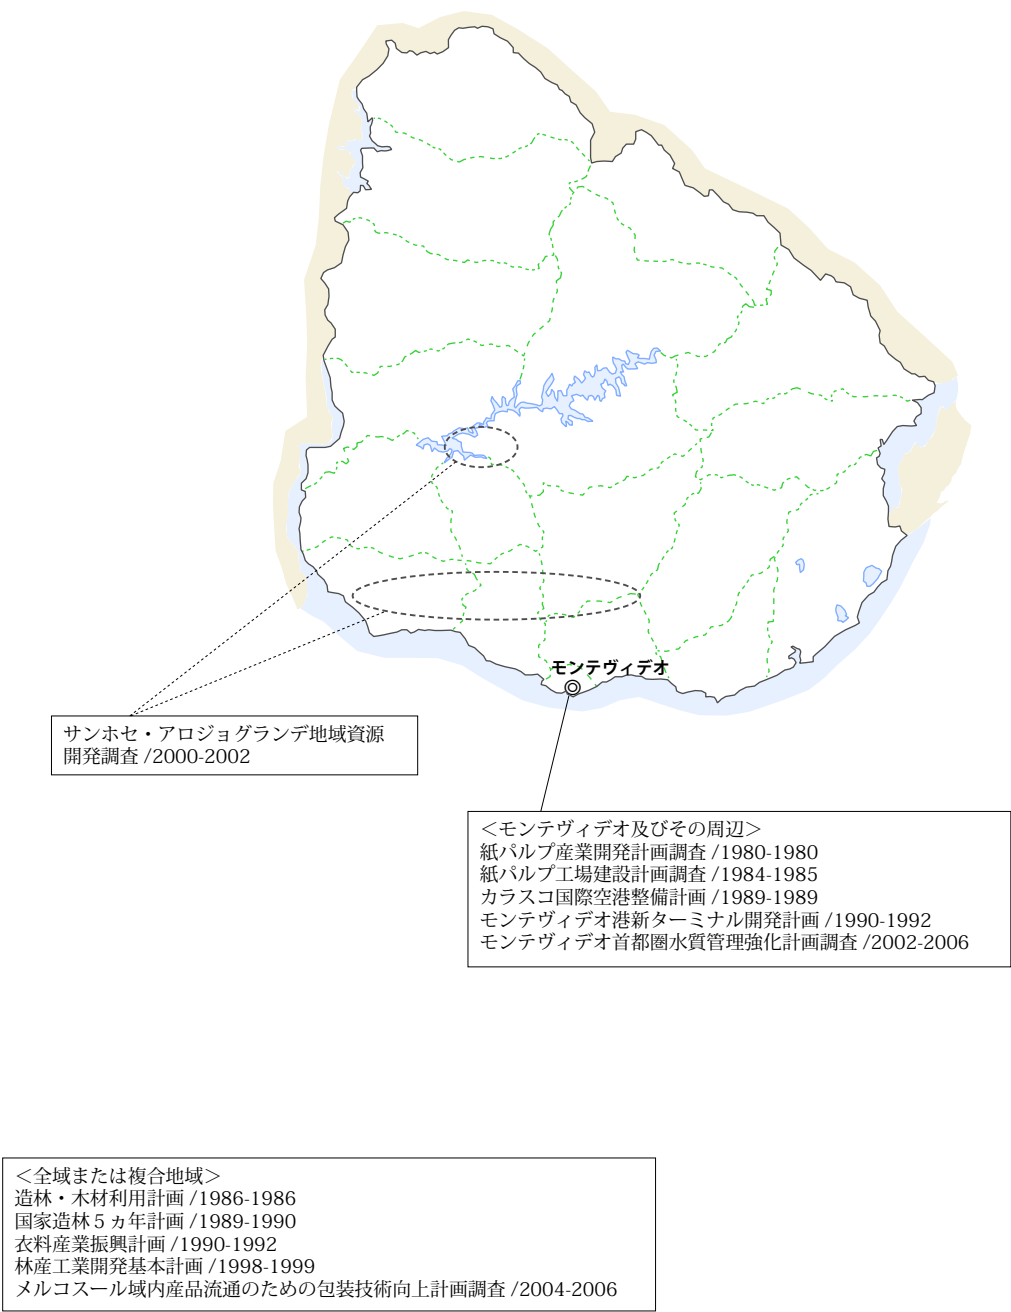 モンテヴィデオ
サンホセ・アロジョグランデ地域資源
開発調査 /2000-2002
＜モンテヴィデオ及びその周辺＞
紙パルプ産業開発計画調査 /1980-1980
紙パルプ工場建設計画調査 /1984-1985
カラスコ国際空港整備計画 /1989-1989
モンテヴィデオ港新ターミナル開発計画 /1990-1992
モンテヴィデオ首都圏水質管理強化計画調査 /2002-2006
＜全域または複合地域＞
造林・木材利用計画 /1986-1986
国家造林５ヵ年計画 /1989-1990
衣料産業振興計画 /1990-1992
林産工業開発基本計画 /1998-1999
メルコスール域内産品流通のための包装技術向上計画調査 /2004-2006